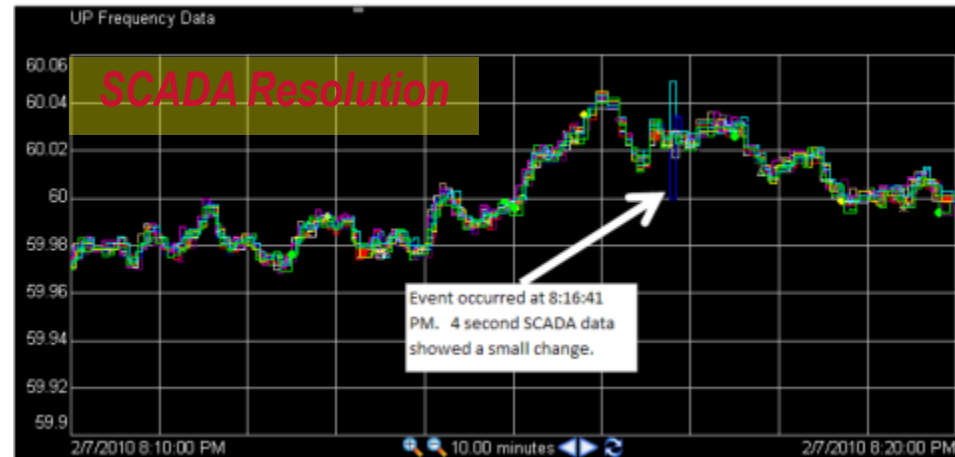 UP Frequency Data
SCADA Resolution
60.06
60.04
60.02
60
59.98
59.96
59.94
59.92
59.9
Event occurred at 8:16:41
PM. 4 second SCADA data
showed a small change.
2/7/2010 8:10:00 PM
10.00 minutes
2/7/2010 8:20:00 PM